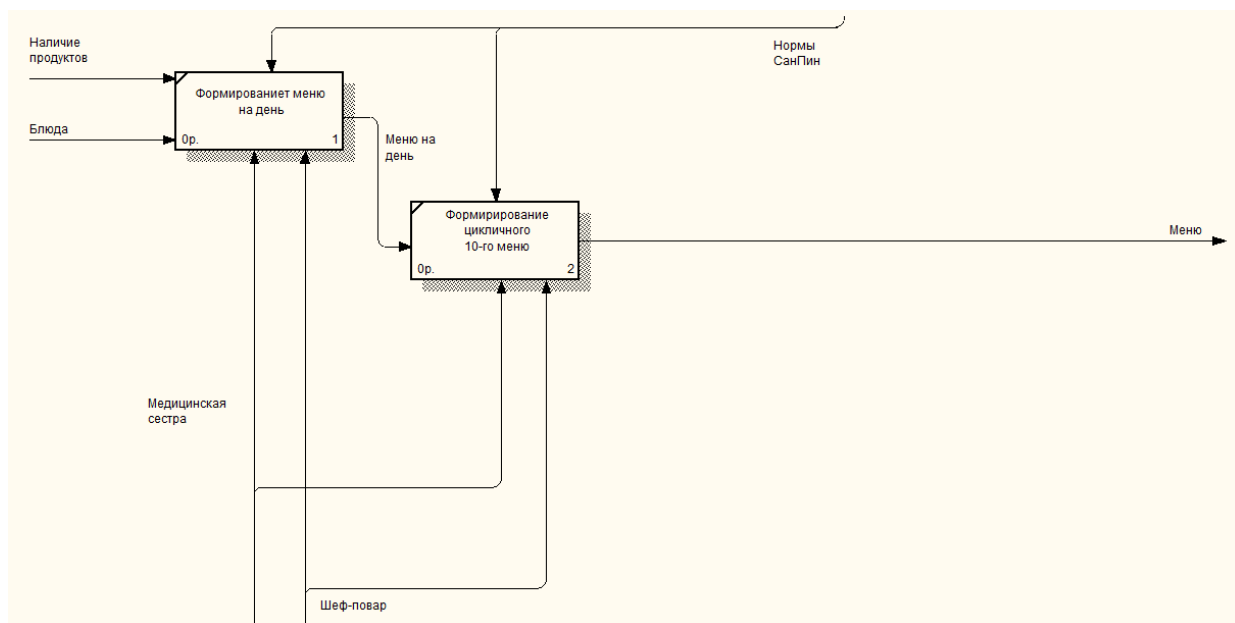 Наличие
продуктов
Нормы
СанПин
Формированиет меню
на день
0р. 1
Блюда
Меню на
день
Формирирование
цикличного
10-го меню
0р. 2
Меню
Медицинская
сестра
Шеф-повар